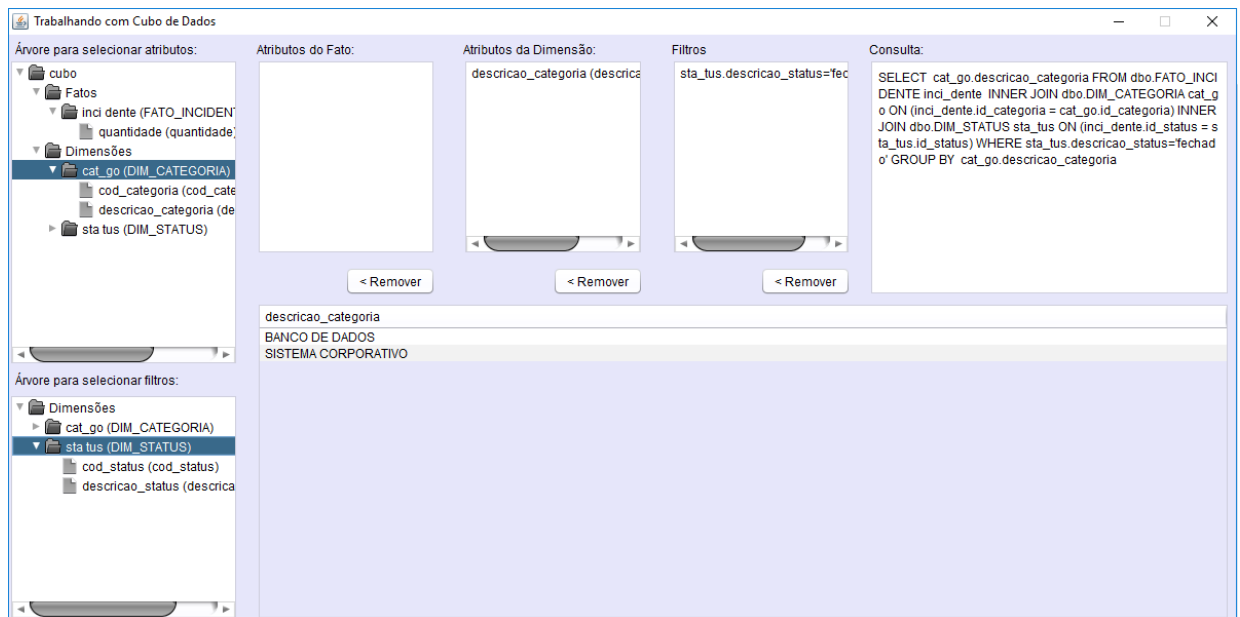 Trabalhando com Cubo de Dados
Árvore para selecionar atributos:
cubo
Fatos
inci dente (FATO_INCIDENT
quantidade (quantidade)
Dimensões
cat_go (DIM_CATEGORIA)
cod_categoria (cod_cate
descricao_categoria (de
sta tus (DIM_STATUS)
Atributos do Fato:
< Remover
Atributos da Dimensão:
descricao_categoria (descrica
< Remover
Filtros
sta_tus.descricao_status='fec
< Remover
Consulta:
SELECT cat_go.descricao_categoria FROM dbo.FATO_INCI
DENTE inci_dente INNER JOIN dbo.DIM_CATEGORIA cat_g
o ON (inci_dente.id_categoria = cat_go.id_categoria) INNER
JOIN dbo.DIM_STATUS sta_tus ON (inci_dente.id_status = s
ta_tus.id_status) WHERE sta_tus.descricao_status='fechad
o' GROUP BY cat_go.descricao_categoria
descricao_categoria
BANCO DE DADOS
SISTEMA CORPORATIVO
Árvore para selecionar filtros:
Dimensões
cat_go (DIM_CATEGORIA)
sta tus (DIM_STATUS)
cod_status (cod_status)
descricao_status (descrica